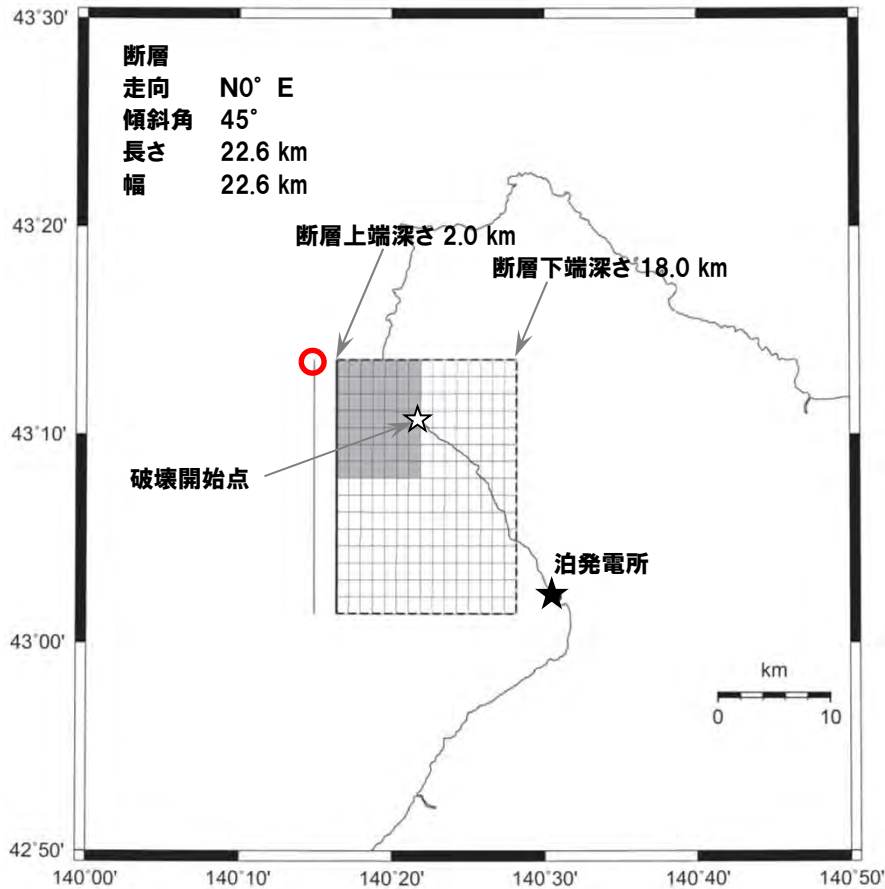 43°30'
断層
走向 N0° E
傾斜角 45°
長さ 22.6 km
幅 22.6 km
43°20'
断層上端深さ 2.0 km
断層下端深さ 18.0 km
43°10'
破壊開始点
泊発電所
43°00'
km
0 10
42°50'
140°00' 140°10' 140°20' 140°30' 140°40' 140°50'